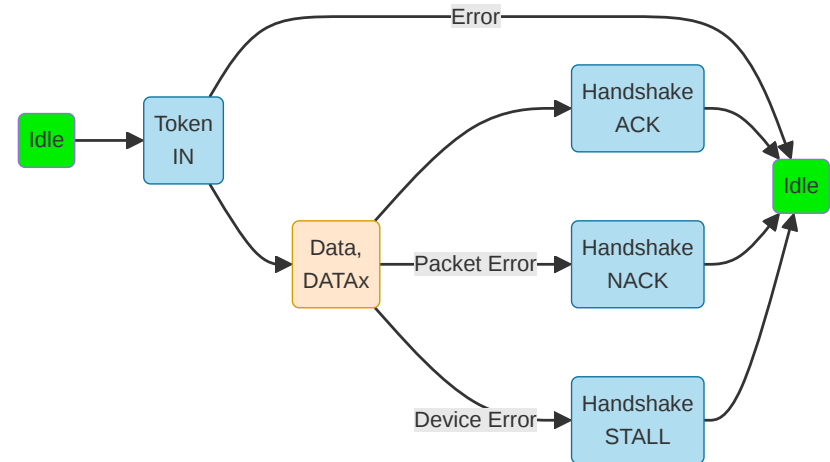 Error
Idle
Token
IN
Data,
DATAx
Packet Error
Device Error
Handshake
ACK
Handshake
NACK
Handshake
STALL
Idle